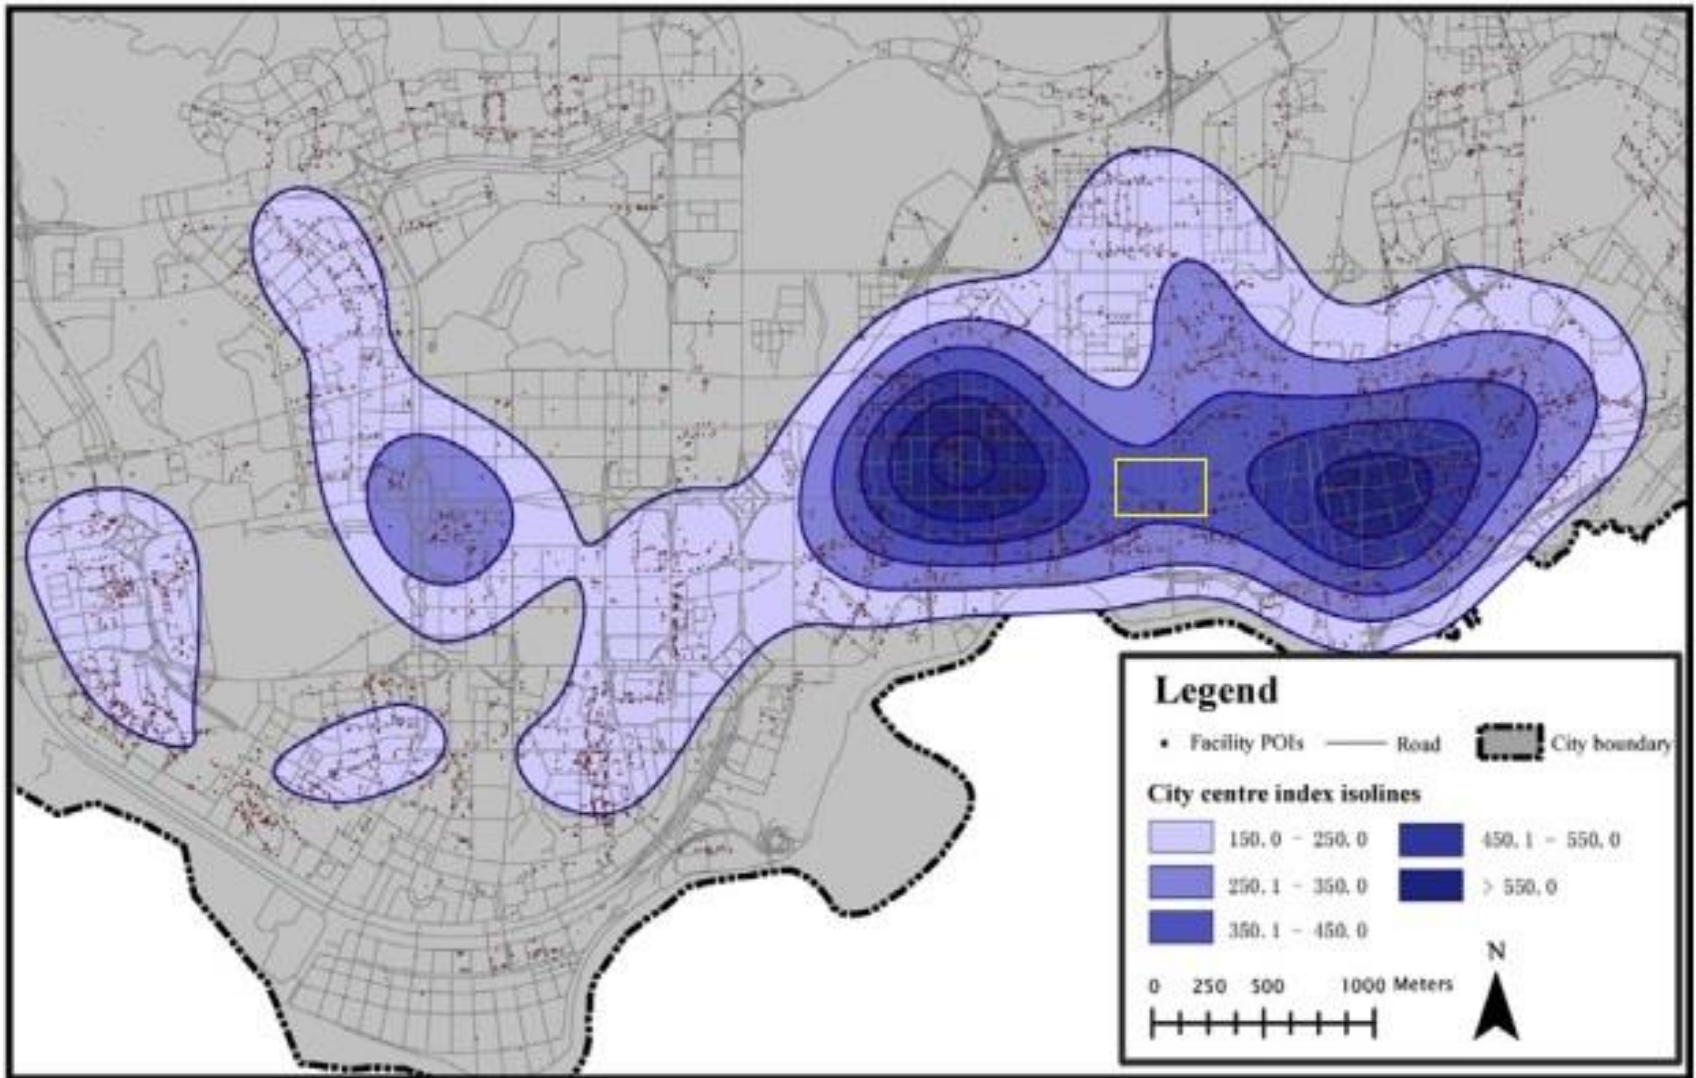 Legend
Facility POIs Road City boundary
City centre index isolines
150.0 - 250.0 450.1 - 550.0
250.1 - 350.0 > 550.0
350.1 - 450.0
N
0 250 500 1000 Meters